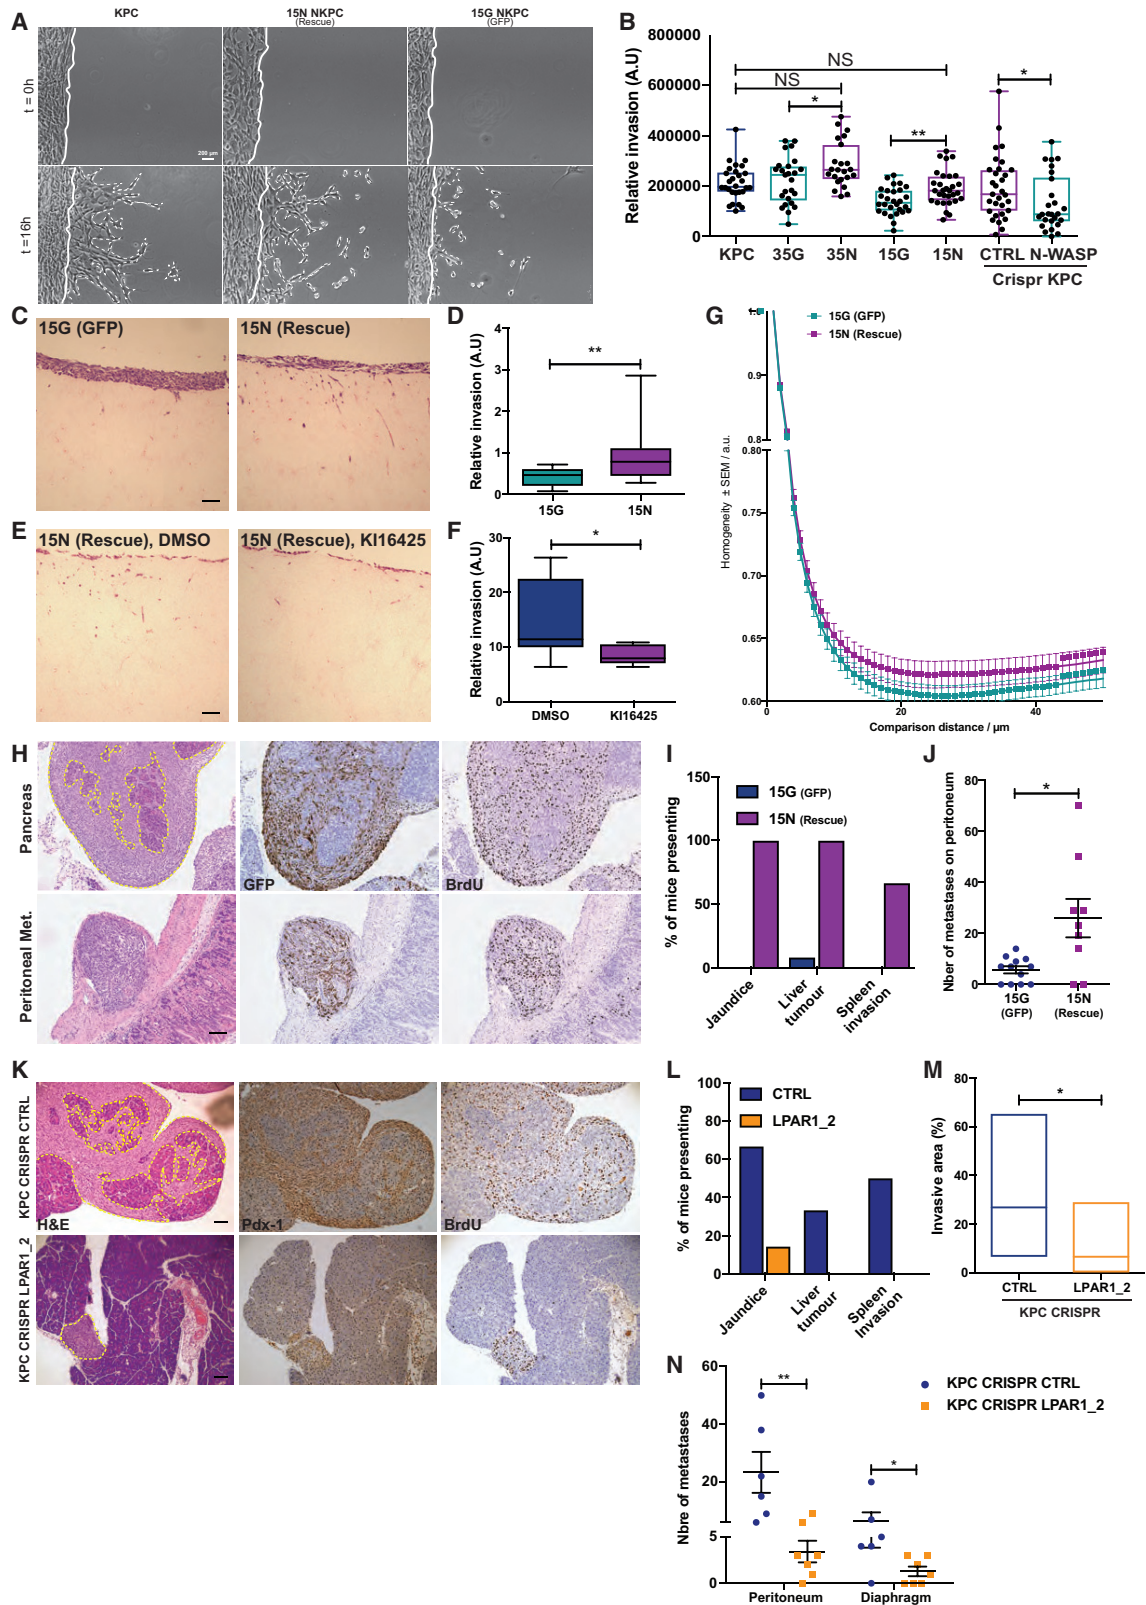 A
KPC
15N NKPC
(Rescue)
15G NKPC
(GFP)
t = 0h
200 µm
t =16h
B
Relative invasion (A.U)
800000
600000
400000
200000
0
NS
NS
*
**
*
KPC
35G
35N
15G
15N
CTRL N-WASP
Crispr KPC
C
15G (GFP)
15N (Rescue)
D
Relative invasion (A.U)
4
3
2
1
0
**
15G
15N
E
15N (Rescue), DMSO
15N (Rescue), KI16425
F
Relative invasion (A.U)
30
20
10
0
*
DMSO
KI16425
G
15G (GFP)
15N (Rescue)
Homogeneity ± SEM / a.u.
0.9
0.8
0.80
0.75
0.70
0.65
0.60
0
20
40
Comparison distance / µm
H
Pancreas
GFP
BrdU
Peritoneal Met.
I
% of mice presenting
150
100
50
0
15G (GFP)
15N (Rescue)
Jaundice
Liver tumour
Spleen invasion
J
Nber of metastases on peritoneum
80
60
40
20
0
*
15G
(GFP)
15N
(Rescue)
K
KPC CRISPR CTRL
H&E
Pdx-1
BrdU
KPC CRISPR LPAR1_2
L
% of mice presenting
100
80
60
40
20
0
CTRL
LPAR1_2
Jaundice
Liver tumour
Spleen Invasion
M
Invasive area (%)
80
60
40
20
0
*
CTRL
LPAR1_2
KPC CRISPR
N
Nbre of metastases
60
40
20
5
0
**
*
KPC CRISPR CTRL
KPC CRISPR LPAR1_2
Peritoneum
Diaphragm